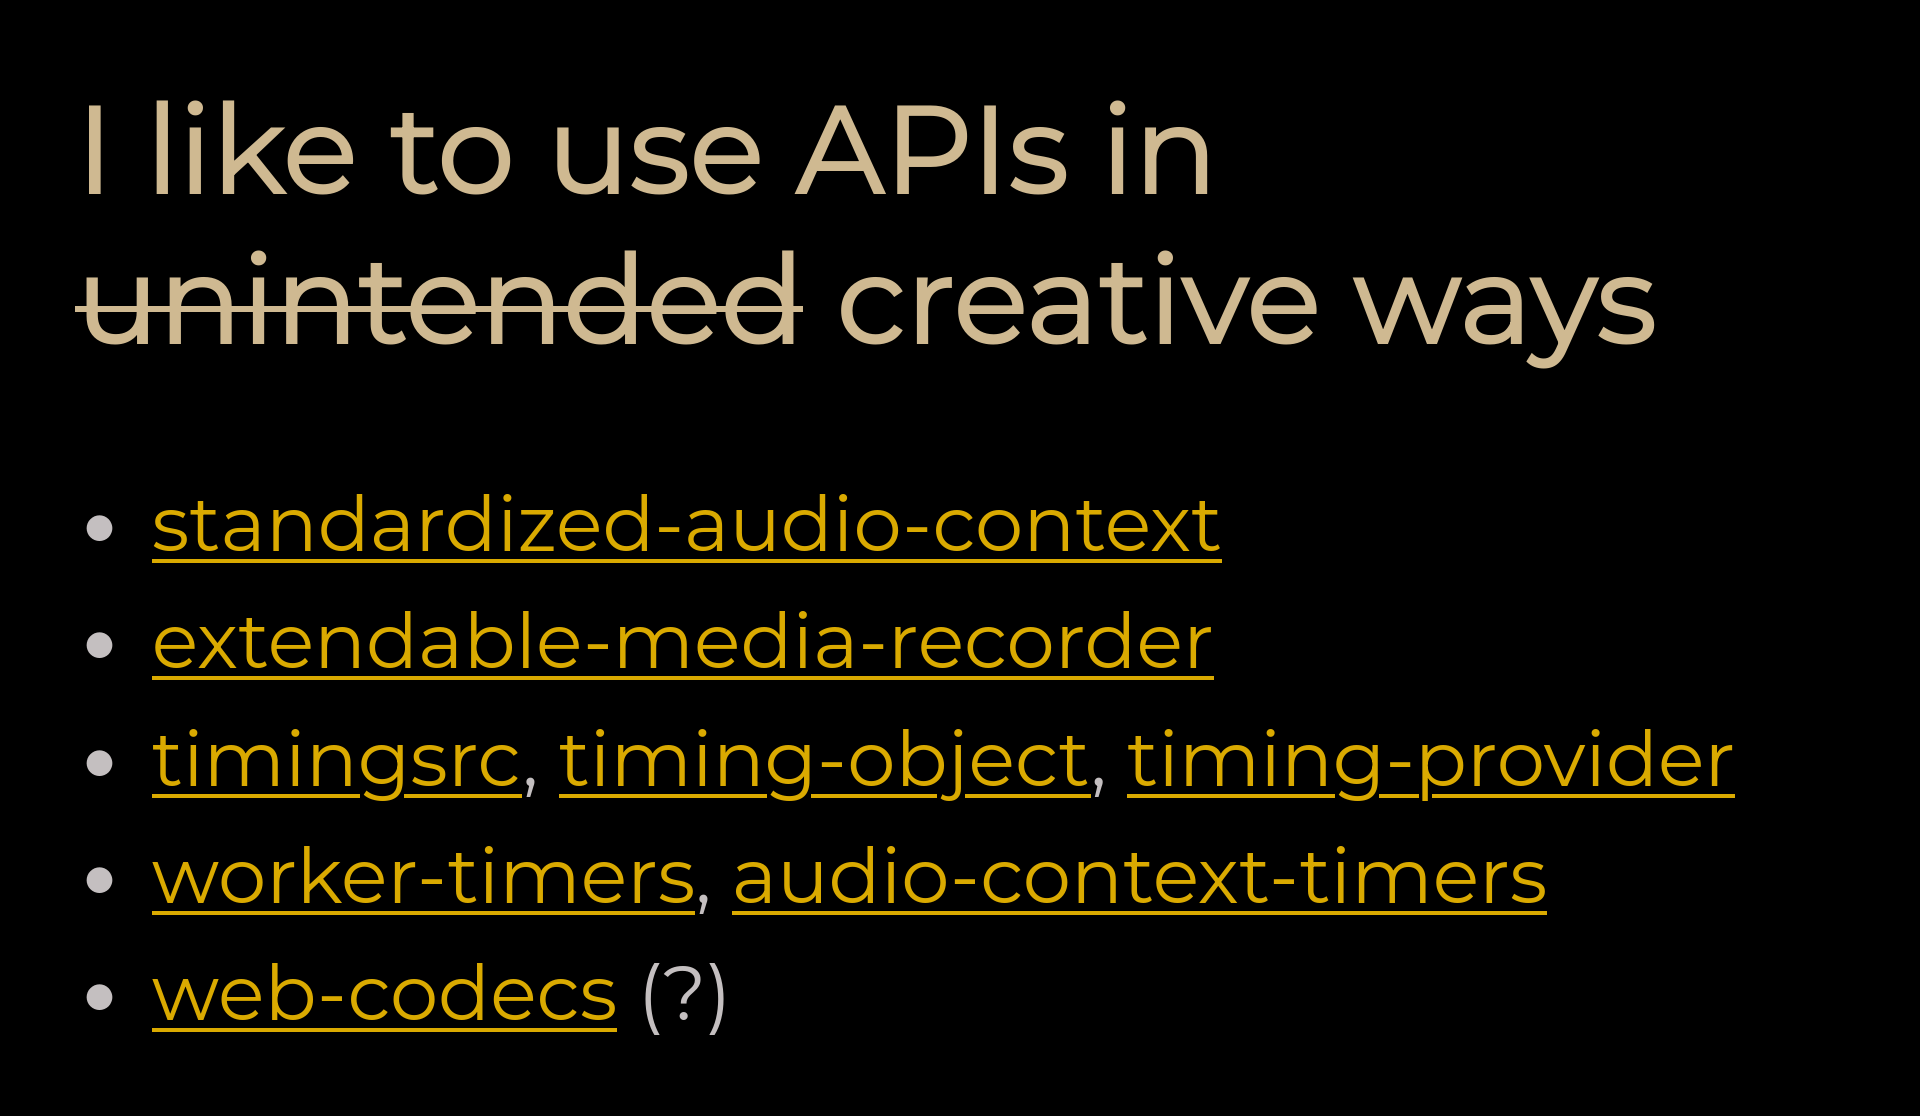 I like to use APIs in
unintended creative ways
• standardized-audio-context
• extendable-media-recorder
• timingsrc, timing-object, timing-provider
• worker-timers, audio-context-timers
• web-codecs (?)